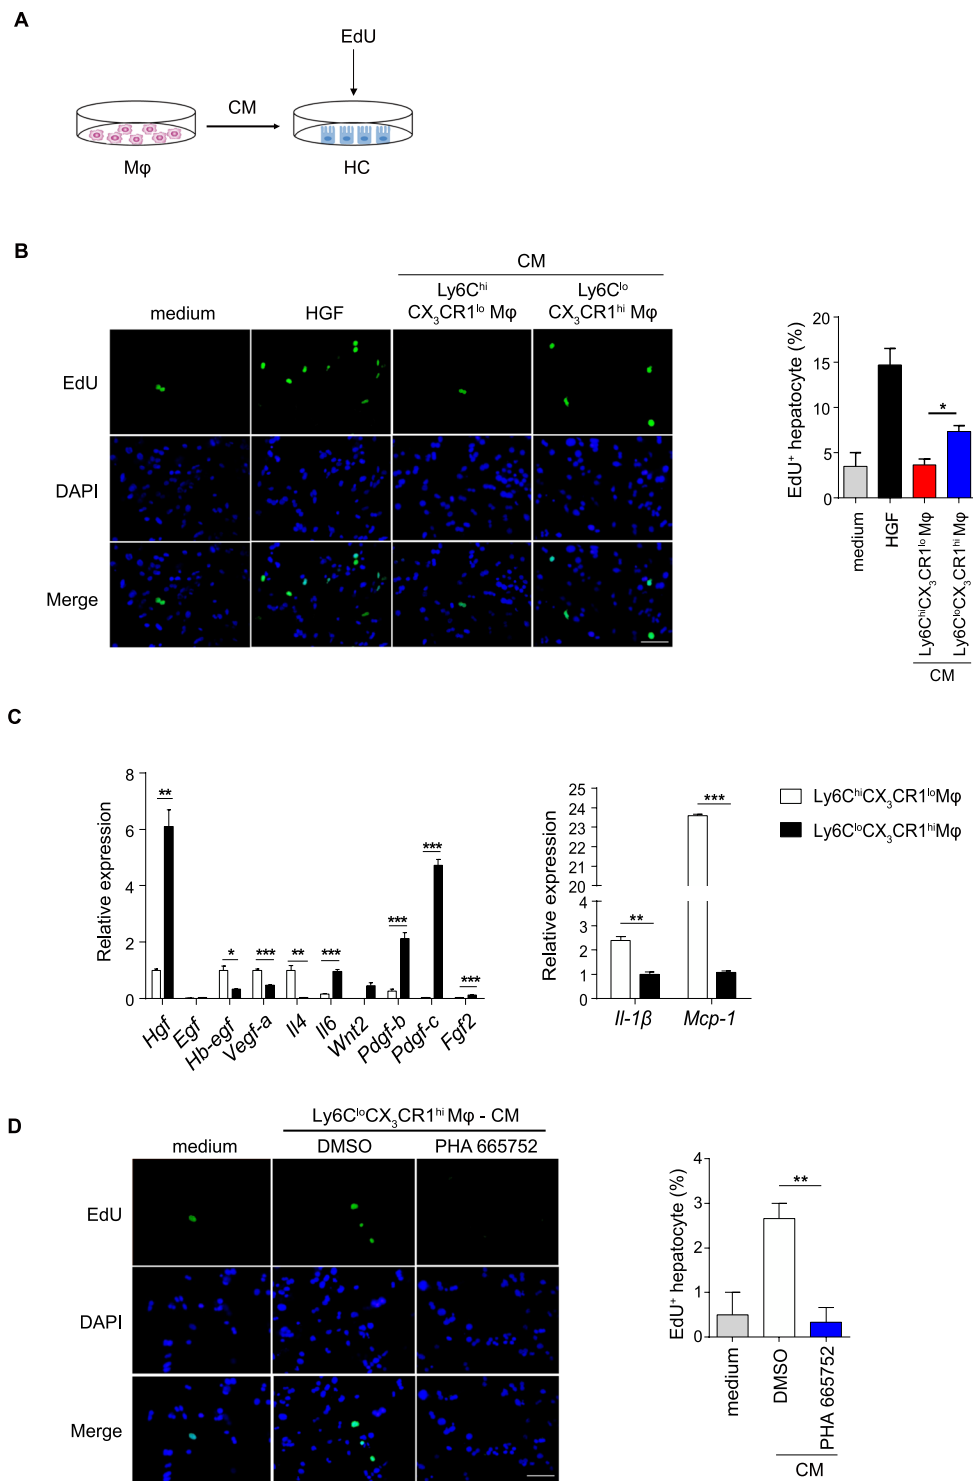 A
EdU
CM
Mφ
HC
B
CM
medium
HGF
Ly6Cʰⁱ
CX₃CR1ˡᵒ Mφ
Ly6Cˡᵒ
CX₃CR1ʰⁱ Mφ
EdU
DAPI
Merge
EdU⁺ hepatocyte (%)
20
15
10
5
0
*
medium
HGF
Ly6CʰⁱCX₃CR1ˡᵒ Mφ
Ly6CˡᵒCX₃CR1ʰⁱ Mφ
CM
C
Relative expression
8
6
4
2
0
**
*
***
**
***
***
***
***
Hgf
Egf
Hb-egf
Vegf-a
Il4
Il6
Wnt2
Pdgf-b
Pdgf-c
Fgf2
Relative expression
25
24
23
22
21
20
4
3
2
1
0
**
***
Il-1β
Mcp-1
Ly6CʰⁱCX₃CR1ˡᵒMφ
Ly6CˡᵒCX₃CR1ʰⁱMφ
D
Ly6CˡᵒCX₃CR1ʰⁱ Mφ - CM
medium
DMSO
PHA 665752
EdU
DAPI
Merge
EdU⁺ hepatocyte (%)
4
3
2
1
0
**
medium
DMSO
PHA 665752
CM